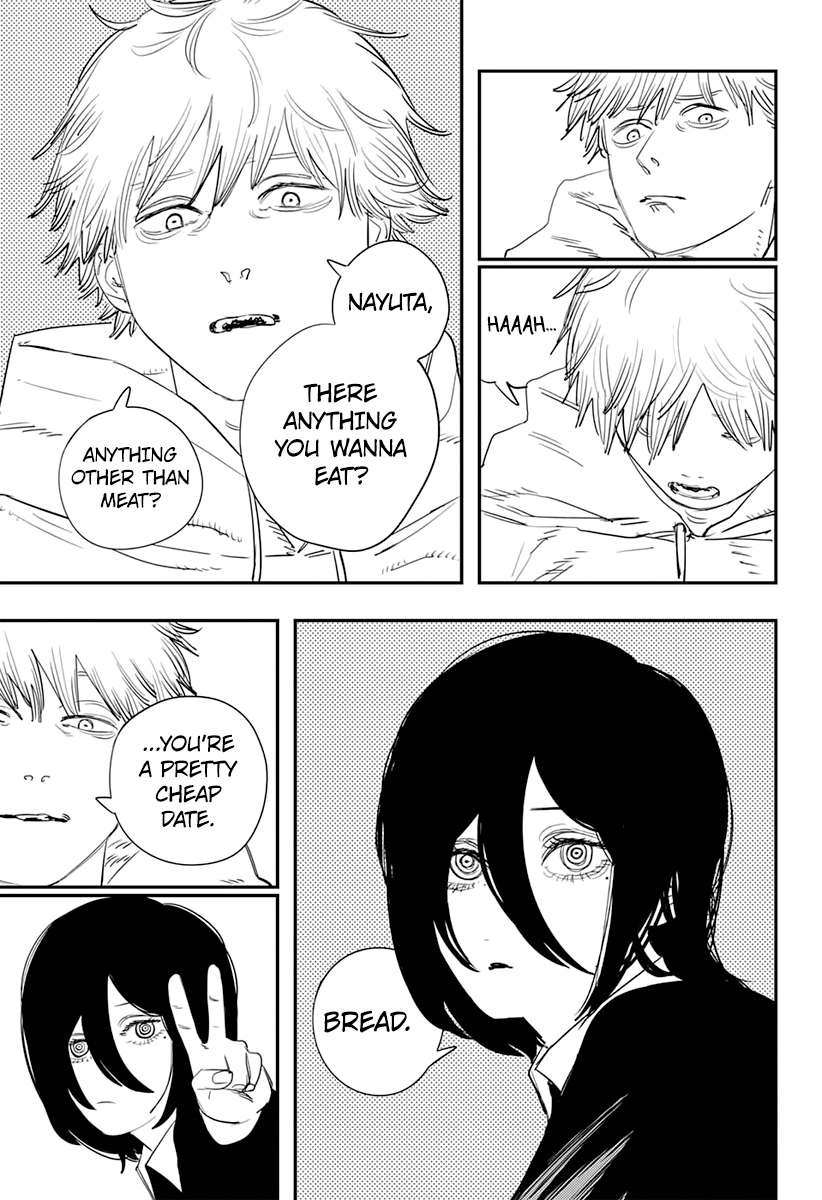 HAAAH...
NAYUTA,
THERE
ANYTHING
YOU WANNA
EAT?
ANYTHING
OTHER THAN
MEAT?
BREAD.
...YOU'RE
A PRETTY
CHEAP
DATE.